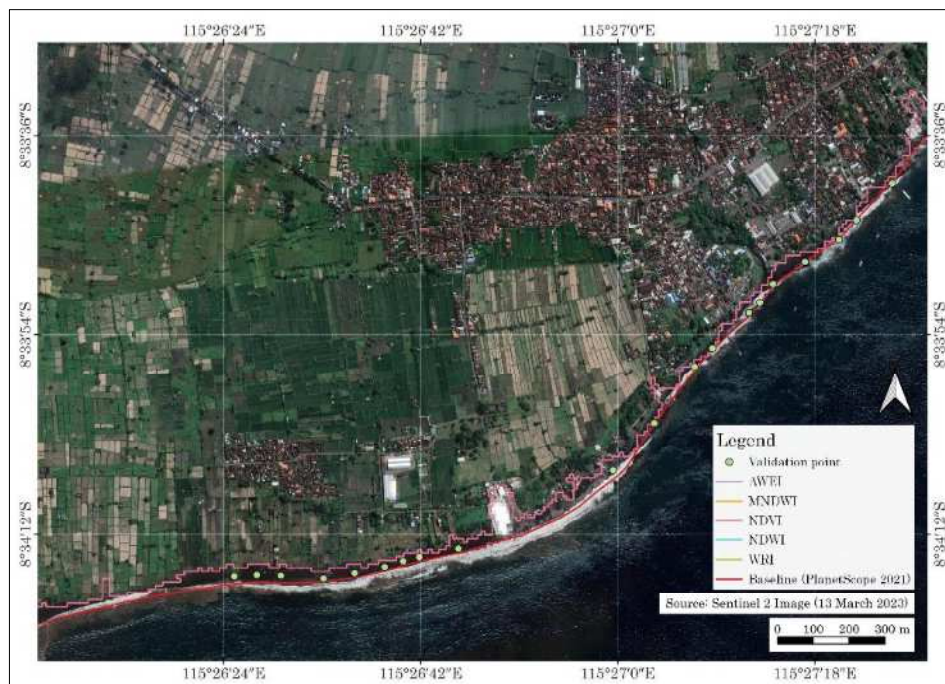 115°26′24″E 115°26′42″E 115°27′0″E 115°27′18″E
8°33′36″S 8°33′36″S
8°33′54″S 8°33′54″S
8°34′12″S 8°34′12″S
Legend
Validation point
AWEI
MNDWI
NDVI
NDWI
WRI
Baseline (PlanetScope 2021)
Source: Sentinel 2 Image (13 March 2023)
0 100 200 300 m
115°26′24″E 115°26′42″E 115°27′0″E 115°27′18″E